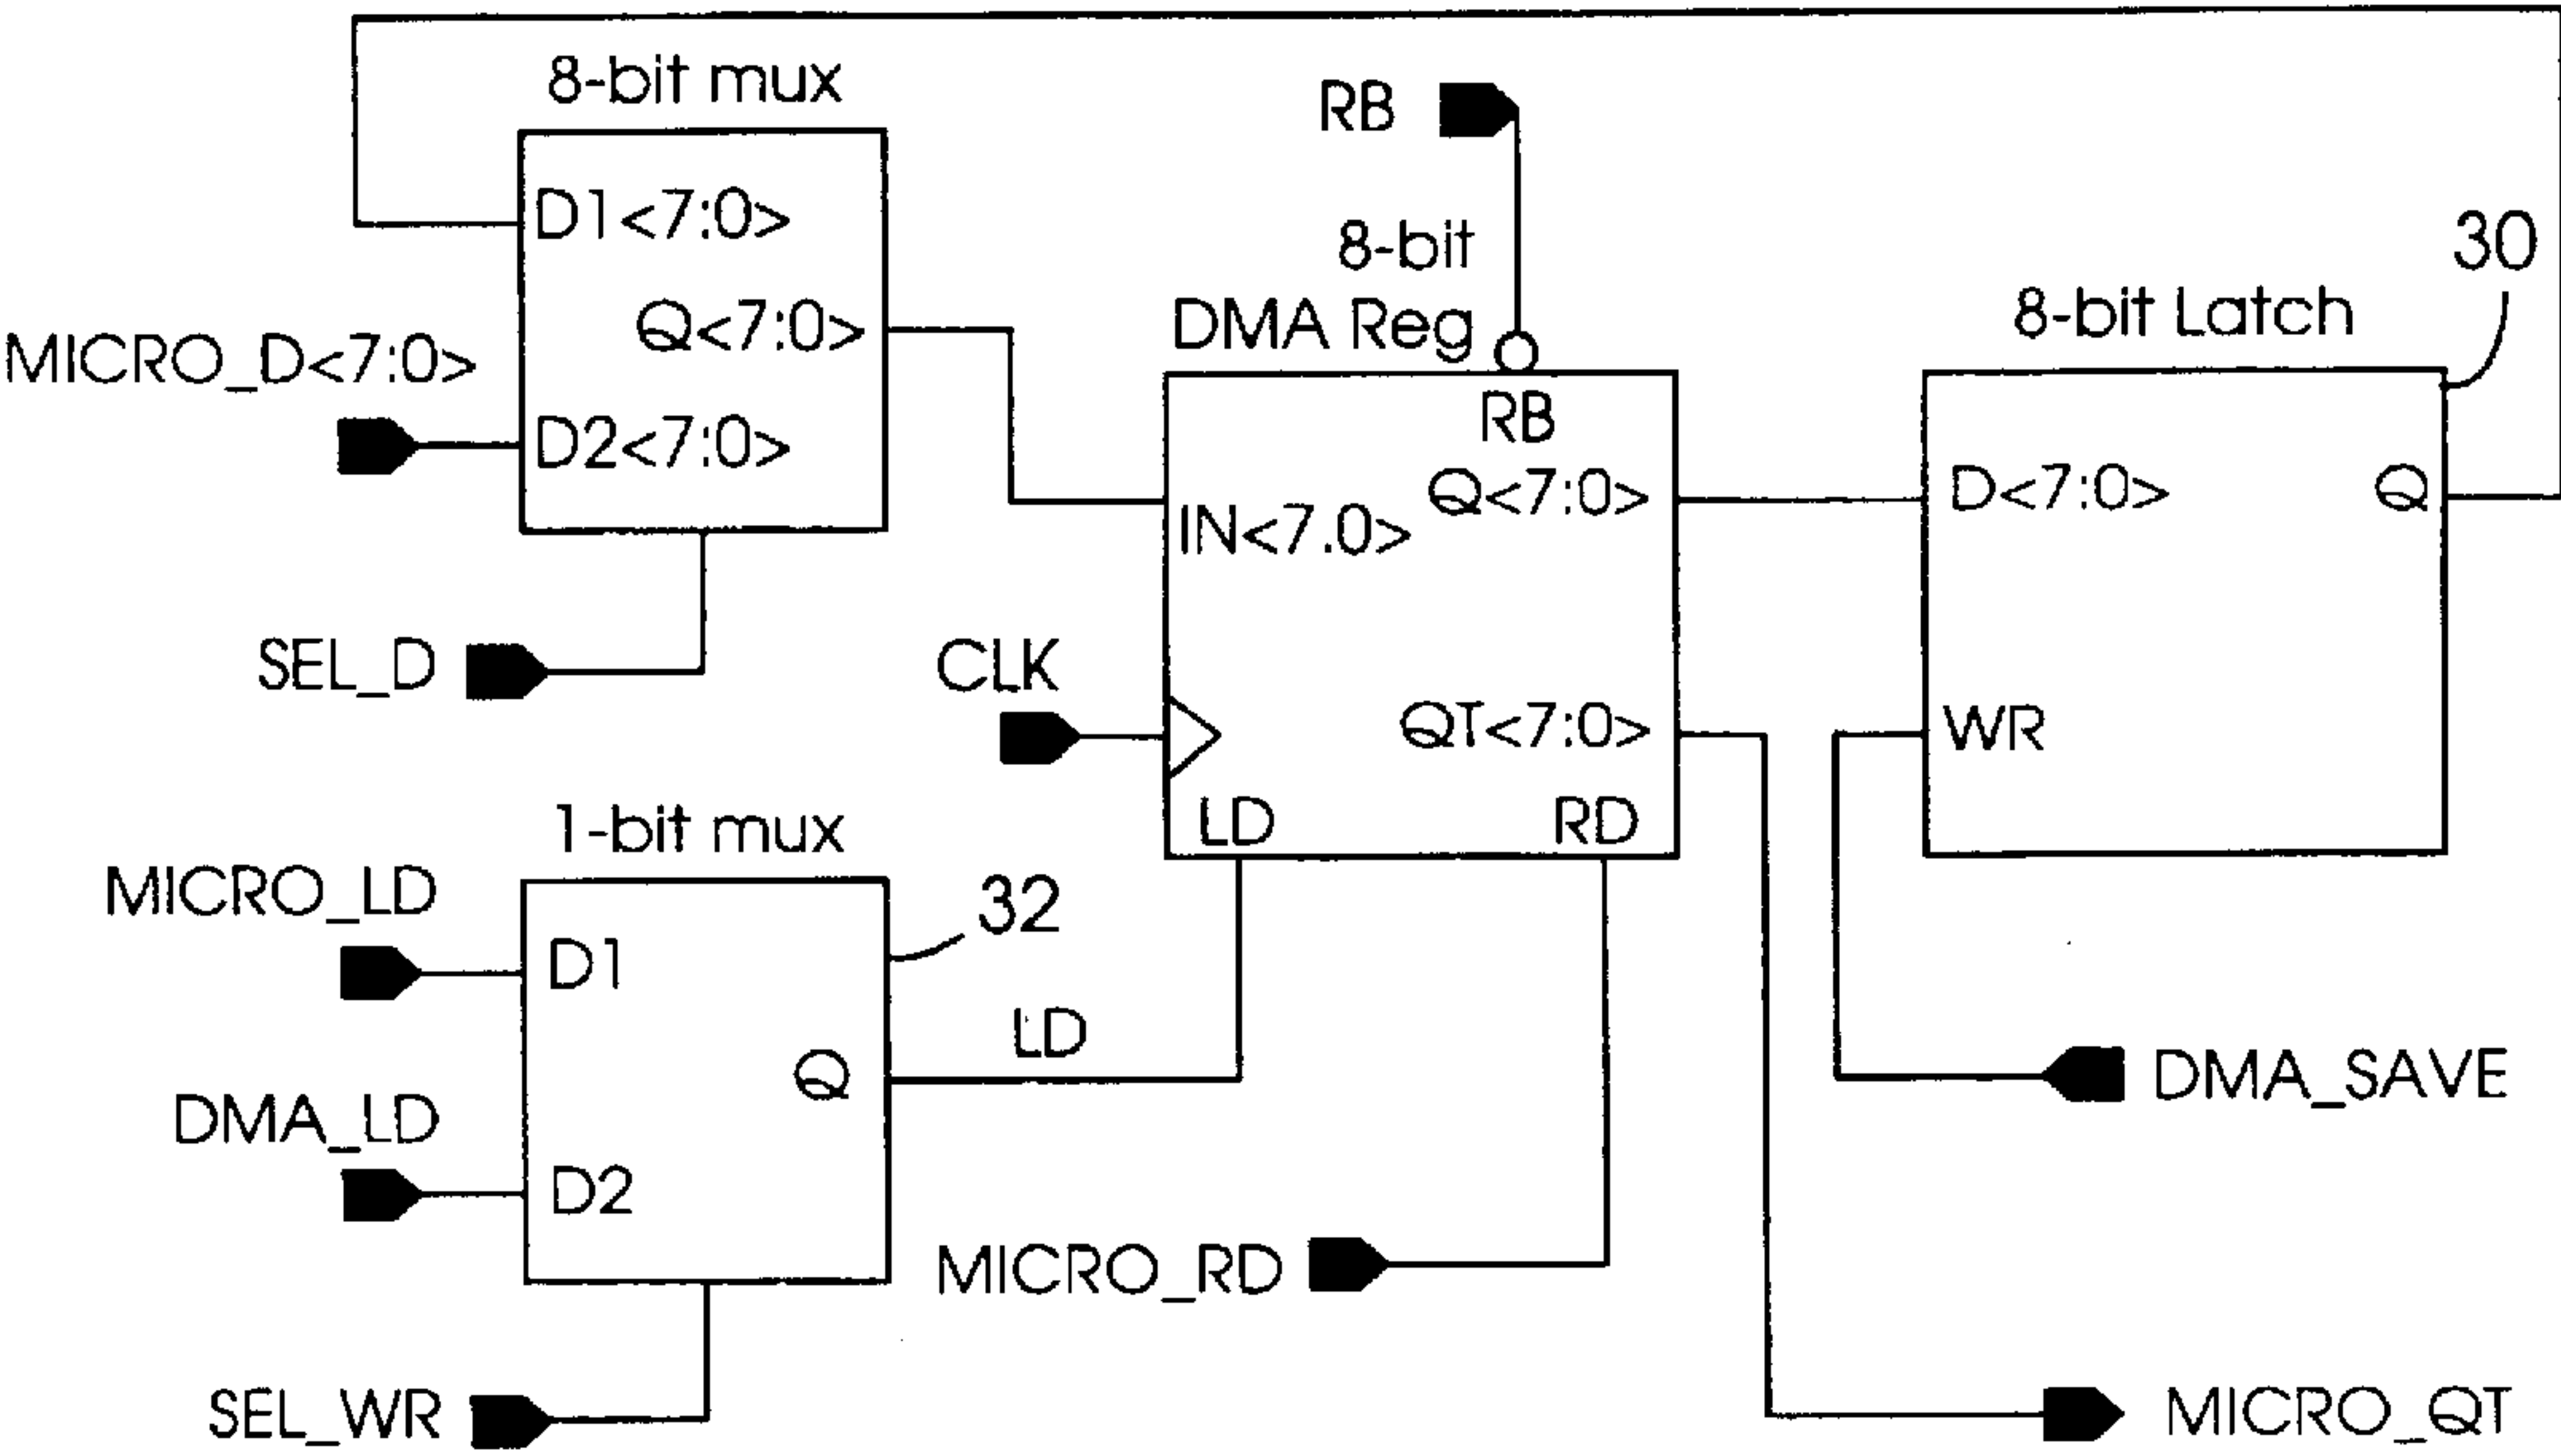 8-bit mux
D1<7:0>
Q<7:0>
MICRO_D<7:0>
D2<7:0>
SEL_D
RB
8-bit
DMA Reg
RB
IN<7.0>
Q<7:0>
CLK
QT<7:0>
LD
RD
30
8-bit Latch
D<7:0>
Q
WR
1-bit mux
MICRO_LD
D1
32
Q
LD
DMA_LD
D2
SEL_WR
MICRO_RD
DMA_SAVE
MICRO_QT